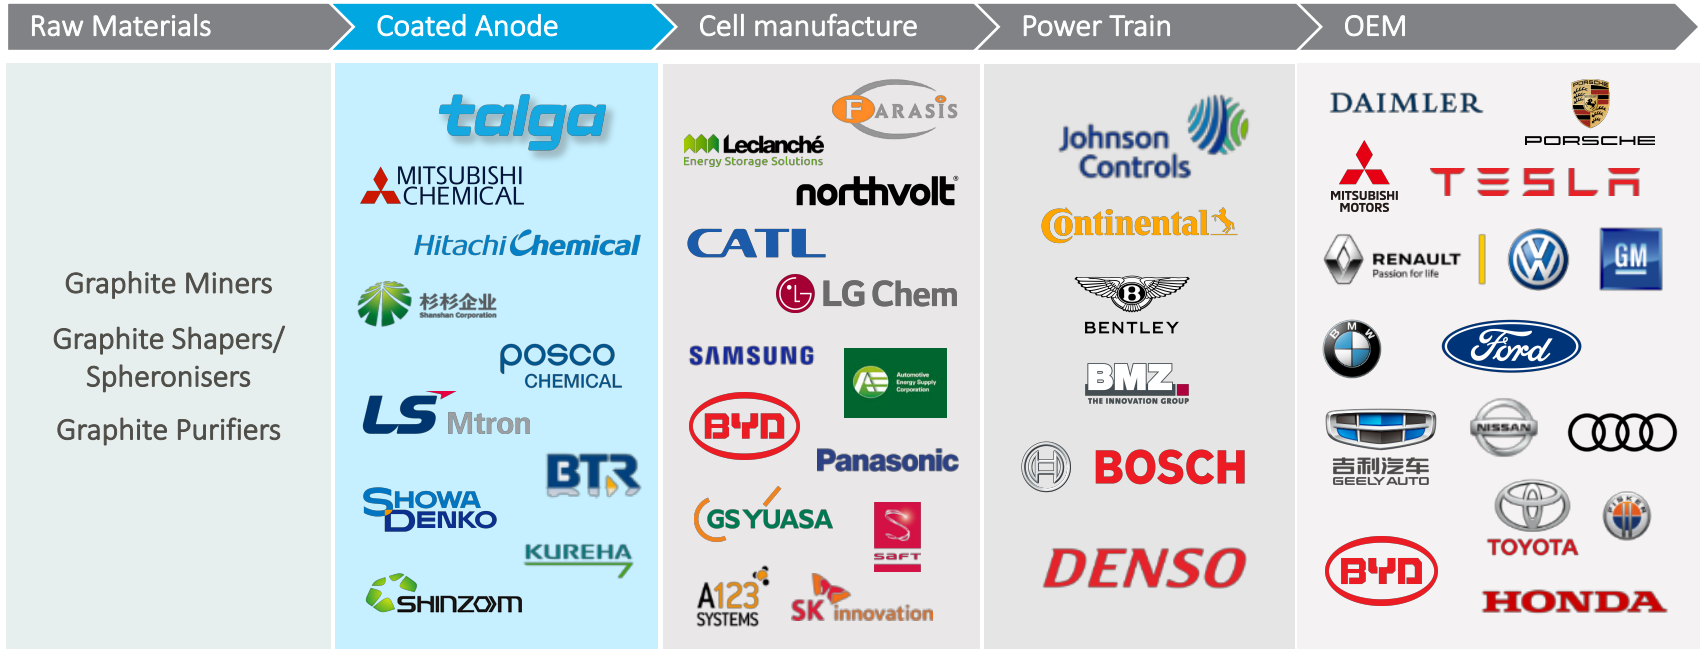 Raw Materials
Coated Anode
Cell manufacture
Power Train
OEM
Graphite Miners
Graphite Shapers/
Spheronisers
Graphite Purifiers
talga
MITSUBISHI
CHEMICAL
Hitachi Chemical
杉杉企业
Shanshan Corporation
posco
CHEMICAL
LS Mtron
BTR
SHOWA
DENKO
KUREHA
SHINZOOM
FARASIS
Leclanché
Energy Storage Solutions
northvolt®
CATL
LG Chem
SAMSUNG
AE
Automotive
Energy Supply
Corporation
BYD
Panasonic
GS YUASA
S
SAFT
A123
SYSTEMS
SK innovation
Johnson
Controls
Continental
B
BENTLEY
BMZ
THE INNOVATION GROUP
BOSCH
DENSO
DAIMLER
PORSCHE
PORSCHE
MITSUBISHI
MOTORS
TESLA
RENAULT
Passion for life
VW
GM
BMW
Ford
NISSAN
吉利汽车
GEELY AUTO
TOYOTA
FISKER
BYD
HONDA